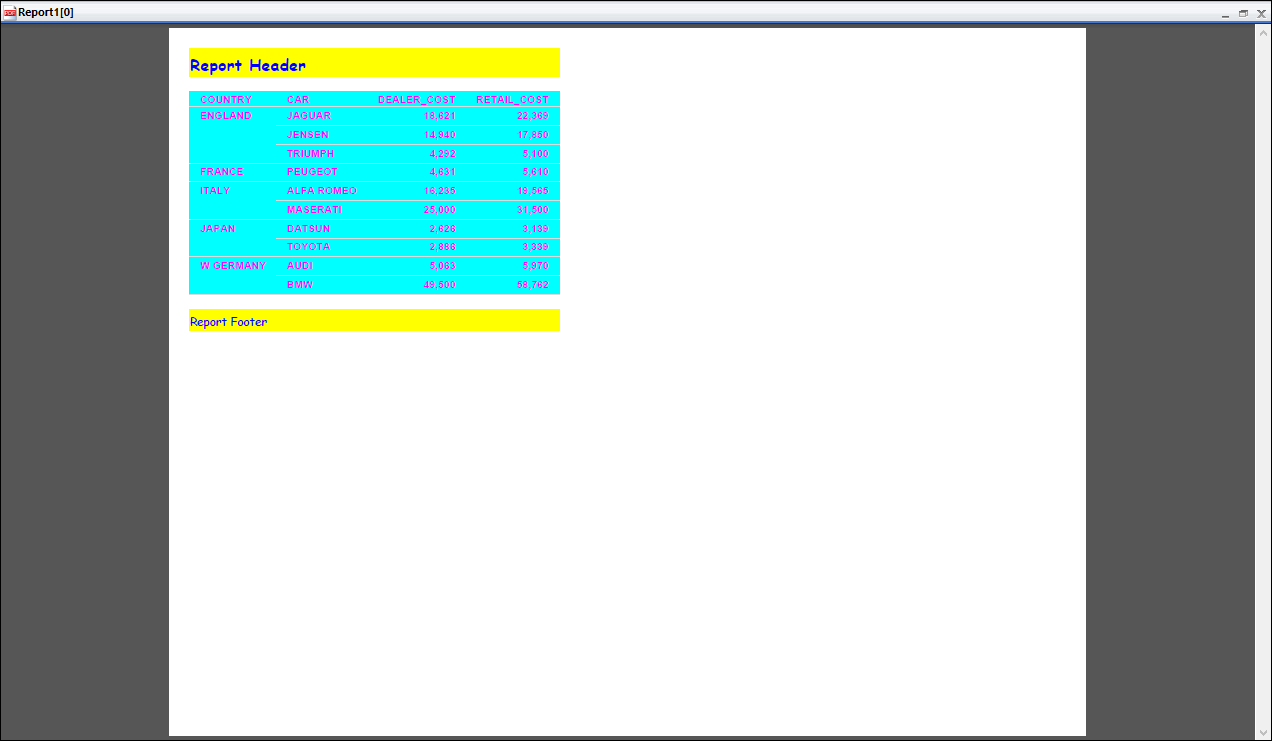 Report1[0]
Report Header
COUNTRY CAR DEALER_COST RETAIL_COST
ENGLAND JAGUAR 18,621 22,369
JENSEN 14,940 17,850
TRIUMPH 4,292 5,100
FRANCE PEUGEOT 4,631 5,610
ITALY ALFA ROMEO 16,235 19,565
MASERATI 25,000 31,500
JAPAN DATSUN 2,626 3,139
TOYOTA 2,886 3,339
W GERMANY AUDI 5,063 5,970
BMW 49,500 58,762
Report Footer